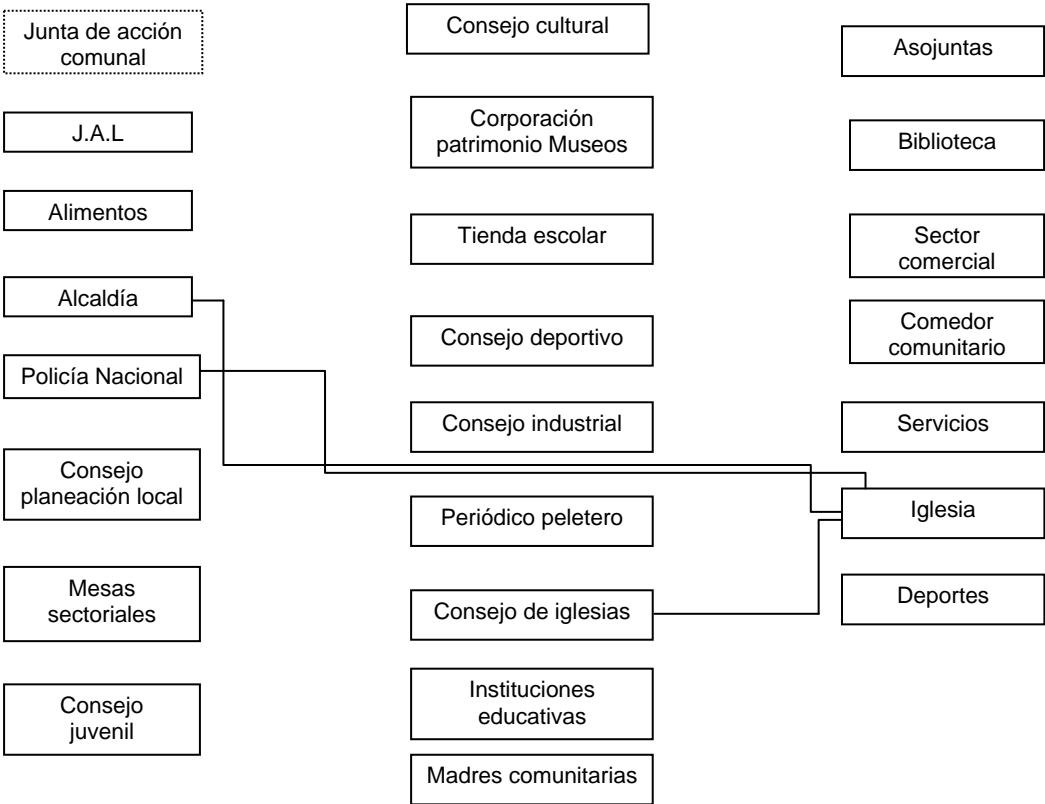 Junta de acción
comunal
J.A.L
Alimentos
Alcaldía
Policía Nacional
Consejo
planeación local
Mesas
sectoriales
Consejo
juvenil
Consejo cultural
Corporación
patrimonio Museos
Tienda escolar
Consejo deportivo
Consejo industrial
Periódico peletero
Consejo de iglesias
Instituciones
educativas
Madres comunitarias
Asojuntas
Biblioteca
Sector
comercial
Comedor
comunitario
Servicios
Iglesia
Deportes